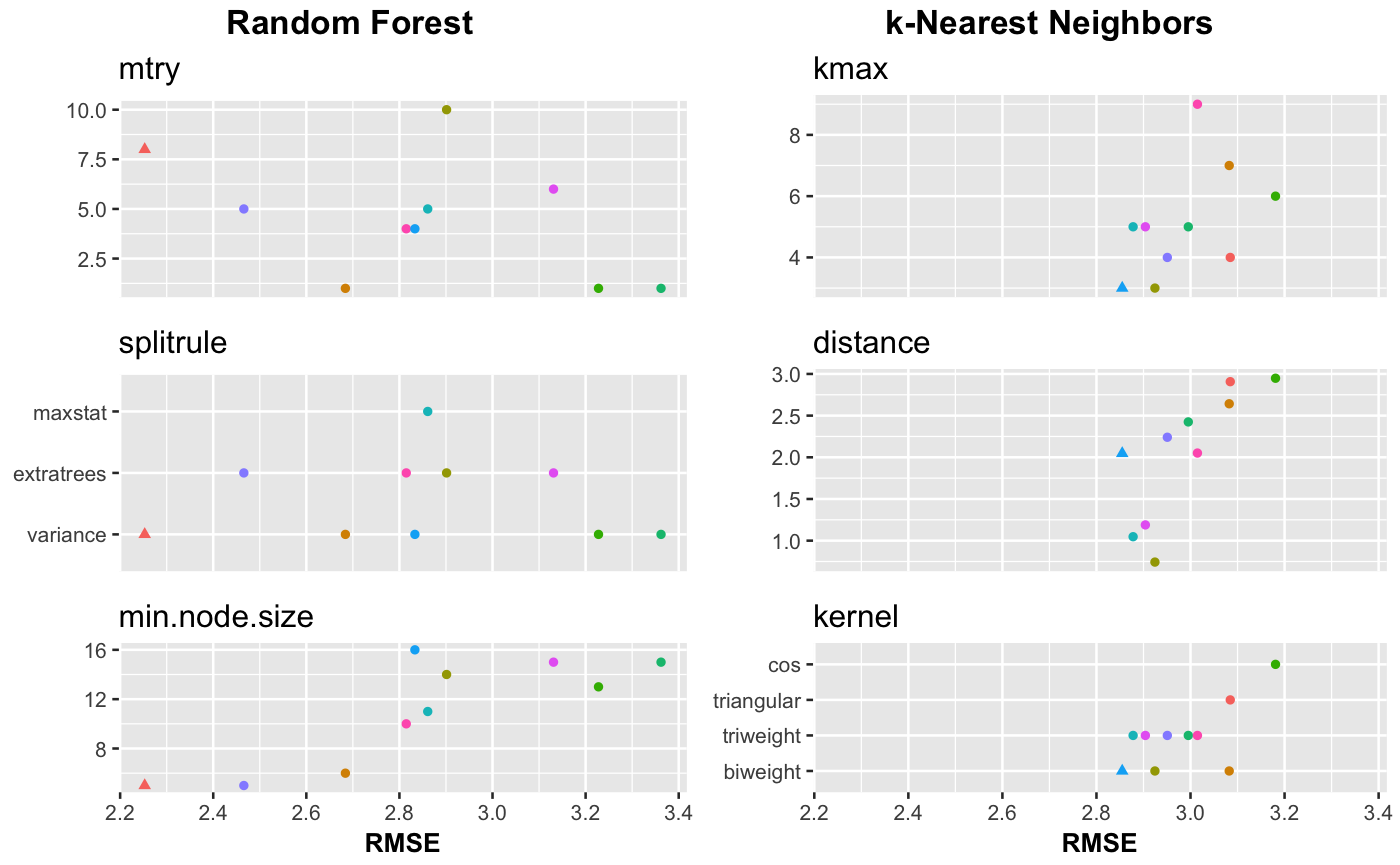 Random Forest
mtry
10.0
7.5
5.0
2.5
splitrule
maxstat
extratrees
variance
min.node.size
16
12
8
2.2 2.4 2.6 2.8 3.0 3.2 3.4
RMSE
k-Nearest Neighbors
kmax
8
6
4
distance
3.0
2.5
2.0
1.5
1.0
kernel
cos
triangular
triweight
biweight
2.2 2.4 2.6 2.8 3.0 3.2 3.4
RMSE